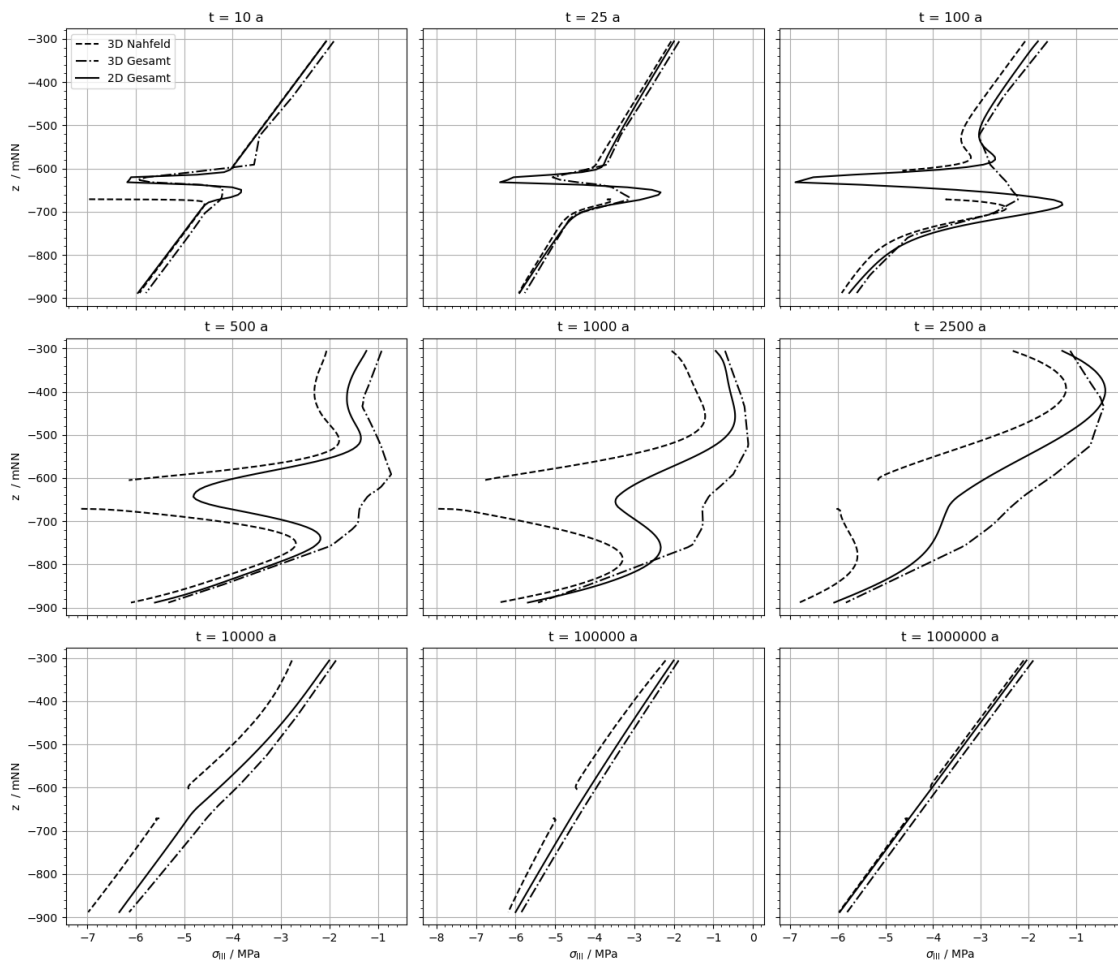 t = 10 a
t = 25 a
t = 100 a
−300
−400
−500
−600
−700
−800
−900
z / mNN
3D Nahfeld
3D Gesamt
2D Gesamt
t = 500 a
t = 1000 a
t = 2500 a
−300
−400
−500
−600
−700
−800
−900
z / mNN
t = 10000 a
t = 100000 a
t = 1000000 a
−300
−400
−500
−600
−700
−800
−900
z / mNN
−7 −6 −5 −4 −3 −2 −1
−8 −7 −6 −5 −4 −3 −2 −1 0
−7 −6 −5 −4 −3 −2 −1
σIII / MPa
σIII / MPa
σIII / MPa